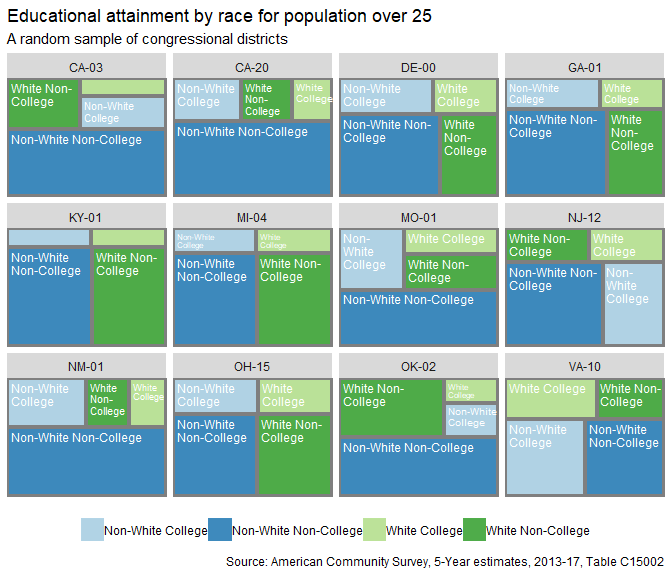 Educational attainment by race for population over 25
A random sample of congressional districts
CA-03
CA-20
DE-00
GA-01
White Non-
College
Non-White
College
Non-White Non-College
Non-White
College
White
Non-
College
White
College
Non-White Non-College
Non-White
College
White
College
Non-White Non-
College
White
Non-
College
Non-White
College
White
College
Non-White Non-
College
White
Non-
College
KY-01
MI-04
MO-01
NJ-12
Non-White
Non-College
White Non-
College
Non-White
College
White
College
Non-White
Non-College
White Non-
College
Non-
White
College
White College
White Non-
College
Non-White Non-College
White Non-
College
White
College
Non-White Non-
College
Non-
White
College
NM-01
OH-15
OK-02
VA-10
Non-White
College
White
Non-
College
White
College
Non-White Non-College
Non-White
College
White
College
Non-White
Non-College
White Non-
College
White Non-
College
White
College
Non-White
College
Non-White Non-College
White College
White Non-
College
Non-White
College
Non-White
Non-College
Non-White College
Non-White Non-College
White College
White Non-College
Source: American Community Survey, 5-Year estimates, 2013-17, Table C15002